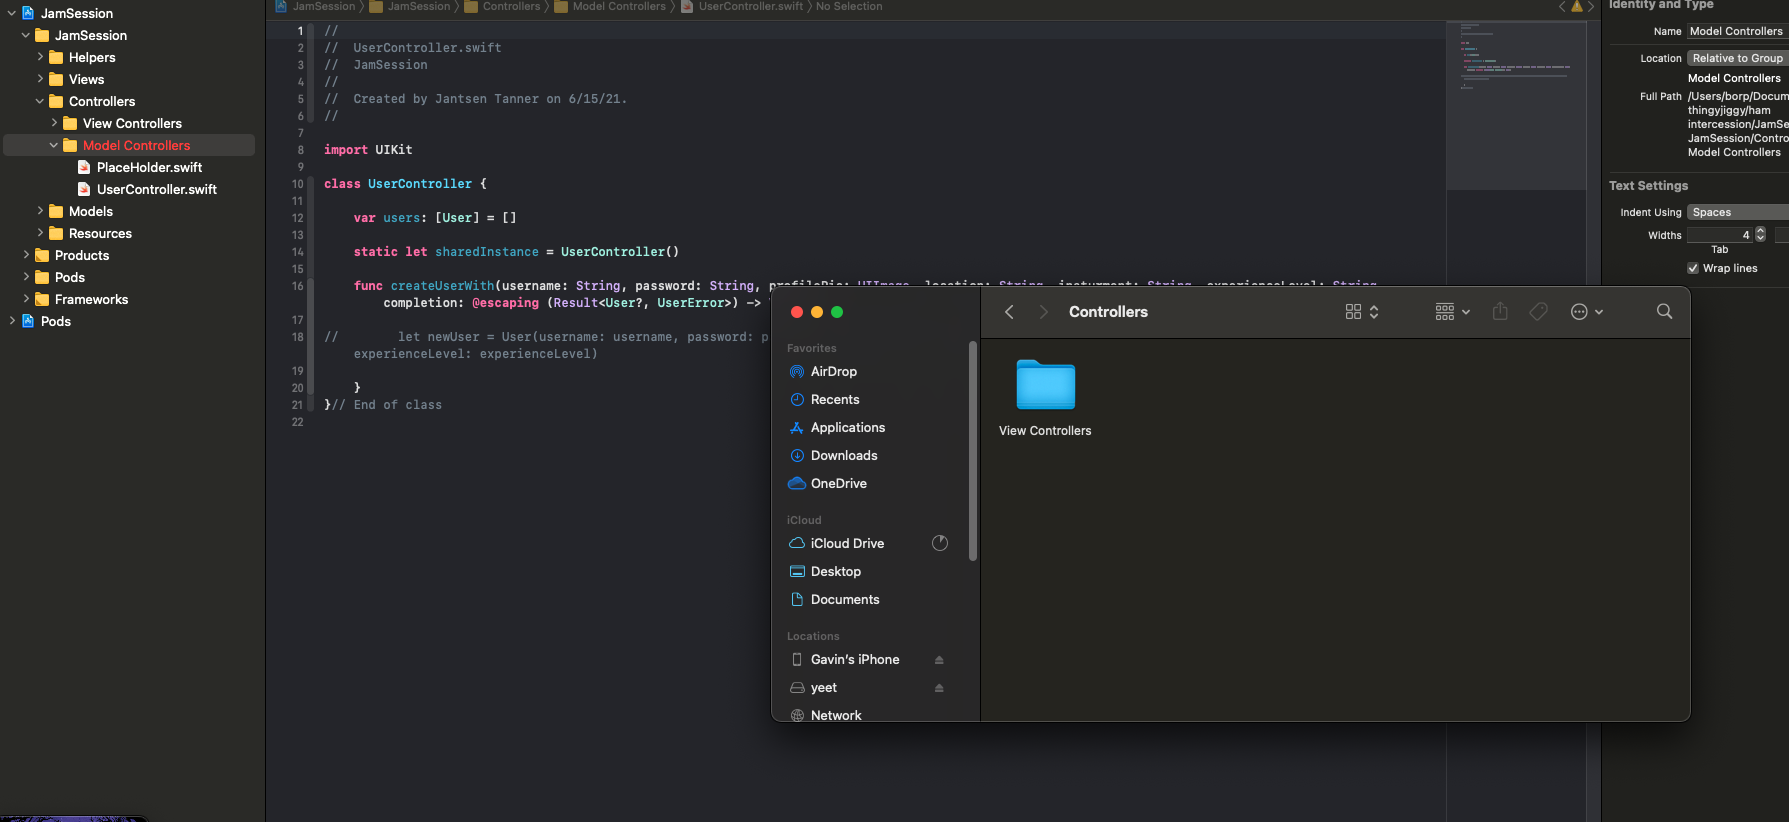 JamSession
JamSession
Helpers
Views
Controllers
View Controllers
Model Controllers
PlaceHolder.swift
UserController.swift
Models
Resources
Products
Pods
Frameworks
Pods
JamSession
JamSession
Controllers
Model Controllers
UserController.swift
No Selection
1 //
2 //  UserController.swift
3 //  JamSession
4 //
5 //  Created by Jantsen Tanner on 6/15/21.
6 //
7
8 import UIKit
9
10 class UserController {
11
12     var users: [User] = []
13
14     static let sharedInstance = UserController()
15
16     func createUserWith(username: String, password: String, profilePic: UIImage, location: String, insturment: String, experienceLevel: String,
completion: @escaping (Result<User?, UserError>) ->
17
18 //        let newUser = User(username: username, password: p
experienceLevel: experienceLevel)
19
20     }
21 }// End of class
22
Controllers
Favorites
AirDrop
Recents
Applications
Downloads
OneDrive
iCloud
iCloud Drive
Desktop
Documents
Locations
Gavin's iPhone
yeet
Network
View Controllers
Identity and Type
Name Model Controllers
Location Relative to Group
Model Controllers
Full Path /Users/borp/Docum
thingyjiggy/ham
intercession/JamSe
JamSession/Contro
Model Controllers
Text Settings
Indent Using Spaces
Widths 4
Tab
Wrap lines